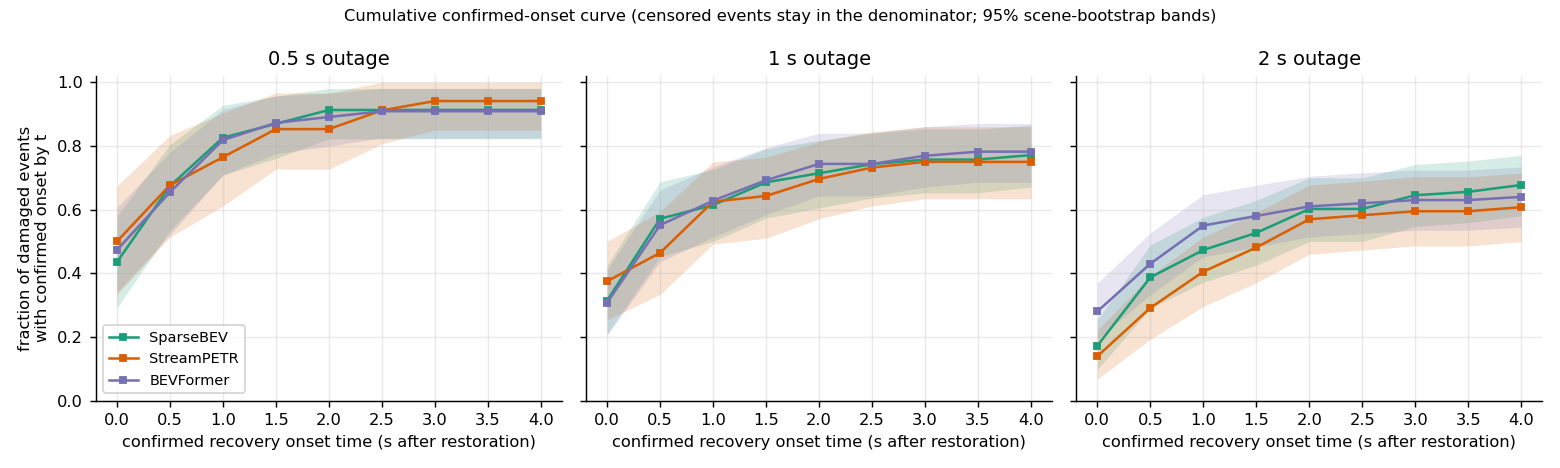 Cumulative confirmed-onset curve (censored events stay in the denominator; 95% scene-bootstrap bands)
0.5 s outage
1 s outage
2 s outage
fraction of damaged events
with confirmed onset by t
1.0
0.8
0.6
0.4
0.2
0.0
SparseBEV
StreamPETR
BEVFormer
0.0 0.5 1.0 1.5 2.0 2.5 3.0 3.5 4.0
0.0 0.5 1.0 1.5 2.0 2.5 3.0 3.5 4.0
0.0 0.5 1.0 1.5 2.0 2.5 3.0 3.5 4.0
confirmed recovery onset time (s after restoration)
confirmed recovery onset time (s after restoration)
confirmed recovery onset time (s after restoration)